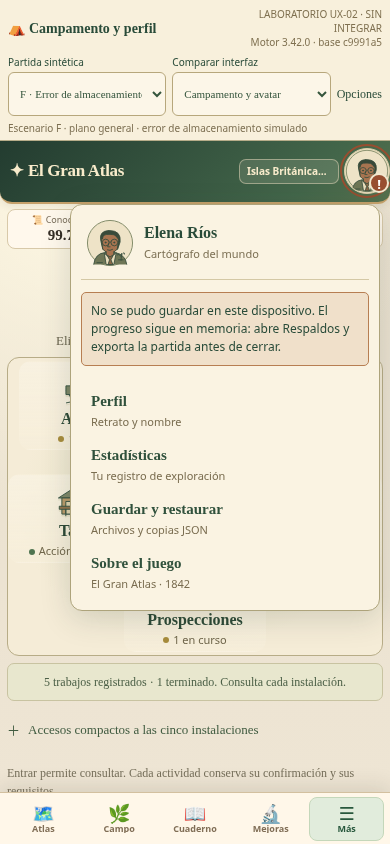 Campamento y perfil
LABORATORIO UX-02 · SIN
INTEGRAR
Motor 3.42.0 · base c9991a5
Partida sintética
Comparar interfaz
F · Error de almacenamient
Campamento y avatar
Opciones
Escenario F · plano general · error de almacenamiento simulado
El Gran Atlas
Islas Británica...
!
Elena Ríos
Cartógrafo del mundo
No se pudo guardar en este dispositivo. El
progreso sigue en memoria: abre Respaldos y
exporta la partida antes de cerrar.
Perfil
Retrato y nombre
Estadísticas
Tu registro de exploración
Guardar y restaurar
Archivos y copias JSON
Sobre el juego
El Gran Atlas · 1842
Prospecciones
1 en curso
5 trabajos registrados · 1 terminado. Consulta cada instalación.
+ Accesos compactos a las cinco instalaciones
Entrar permite consultar. Cada actividad conserva su confirmación y sus
requisitos.
Atlas
Campo
Cuaderno
Mejoras
Más